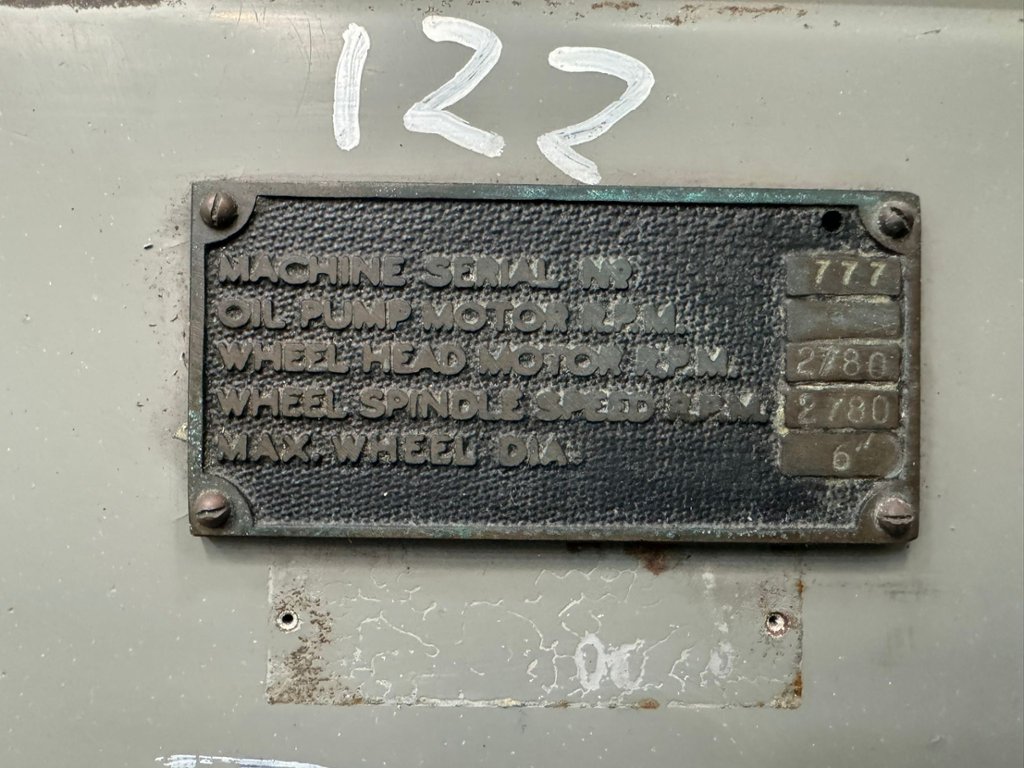 122
MACHINE SERIAL Nº 777
OIL PUMP MOTOR R.P.M.
WHEEL HEAD MOTOR R.P.M. 2780
WHEEL SPINDLE SPEED R.P.M. 2780
MAX. WHEEL DIA. 6"